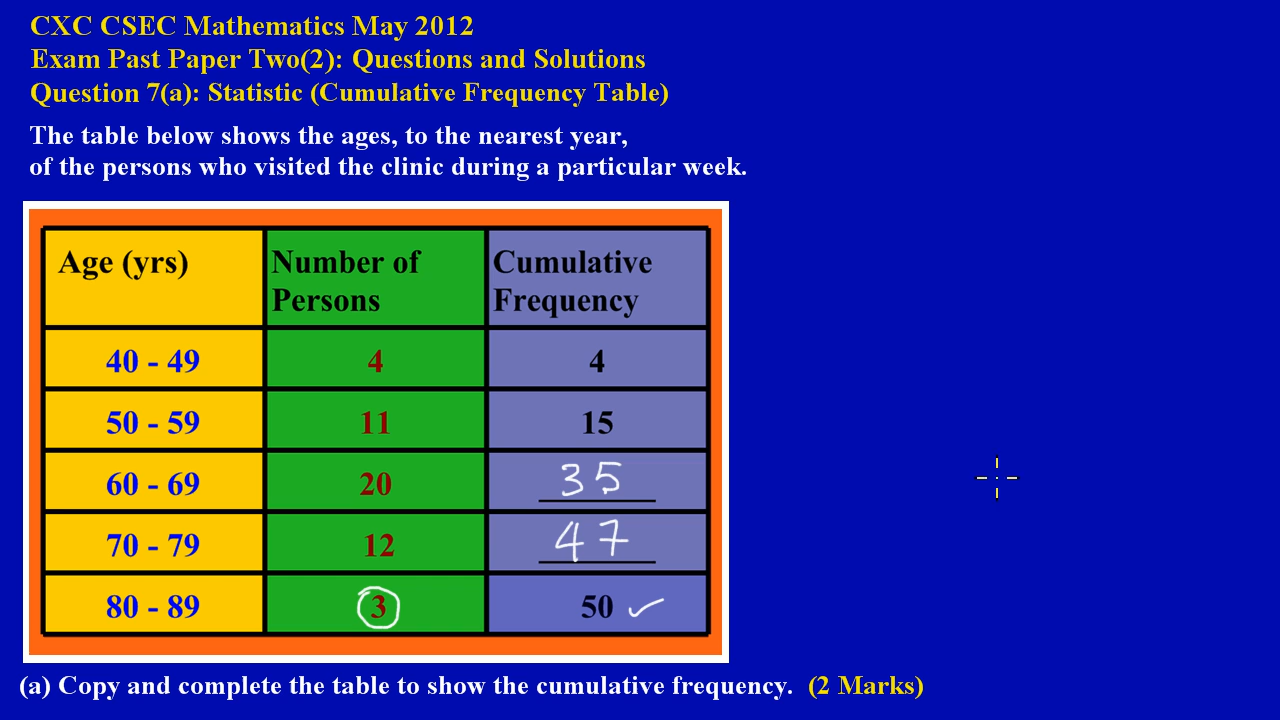 CXC CSEC Mathematics May 2012
Exam Past Paper Two(2): Questions and Solutions
Question 7(a): Statistic (Cumulative Frequency Table)
The table below shows the ages, to the nearest year,
of the persons who visited the clinic during a particular week.
Age (yrs) Number of Persons Cumulative Frequency
40 - 49 4 4
50 - 59 11 15
60 - 69 20 35
70 - 79 12 47
80 - 89 3 50 ✓
(a) Copy and complete the table to show the cumulative frequency. (2 Marks)